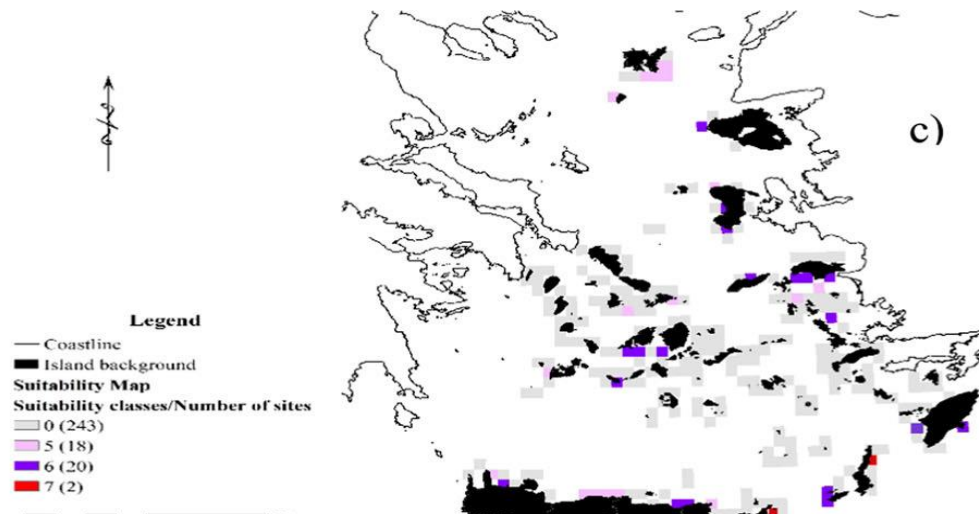 c)
Legend
Coastline
Island background
Suitability Map
Suitability classes/Number of sites
0 (243)
5 (18)
6 (20)
7 (2)